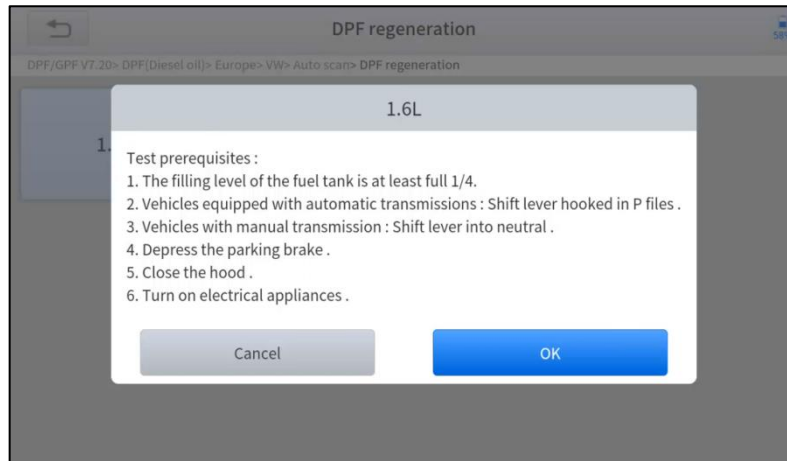 DPF regeneration
58%
DPF/GPF V7.20> DPF(Diesel oil)> Europe> VW> Auto scan> DPF regeneration
1.6L
1.
Test prerequisites :
1. The filling level of the fuel tank is at least full 1/4.
2. Vehicles equipped with automatic transmissions : Shift lever hooked in P files .
3. Vehicles with manual transmission : Shift lever into neutral .
4. Depress the parking brake .
5. Close the hood .
6. Turn on electrical appliances .
Cancel
OK